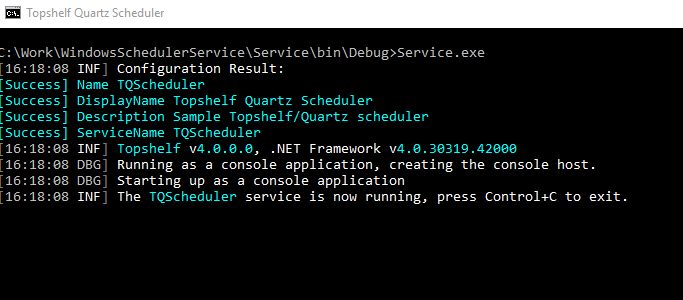 Topshelf Quartz Scheduler
C:\Work\WindowsSchedulerService\Service\bin\Debug>Service.exe
[16:18:08 INF] Configuration Result:
[Success] Name TQScheduler
[Success] DisplayName Topshelf Quartz Scheduler
[Success] Description Sample Topshelf/Quartz scheduler
[Success] ServiceName TQScheduler
[16:18:08 INF] Topshelf v4.0.0.0, .NET Framework v4.0.30319.42000
[16:18:08 DBG] Running as a console application, creating the console host.
[16:18:08 DBG] Starting up as a console application
[16:18:08 INF] The TQScheduler service is now running, press Control+C to exit.